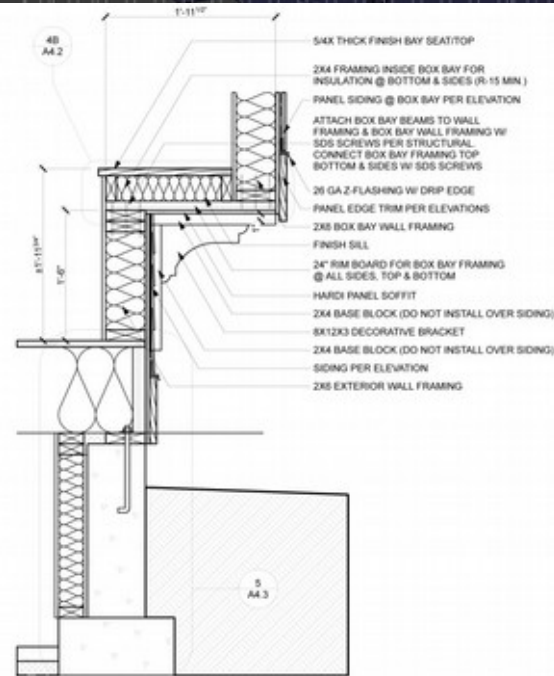 1'-11 1/2"
4B
A4.2
5/4X THICK FINISH BAY SEAT/TOP
2X4 FRAMING INSIDE BOX BAY FOR
INSULATION @ BOTTOM & SIDES (R-15 MIN.)
PANEL SIDING @ BOX BAY PER ELEVATION
ATTACH BOX BAY BEAMS TO WALL
FRAMING & BOX BAY WALL FRAMING W/
SDS SCREWS PER STRUCTURAL.
CONNECT BOX BAY FRAMING TOP
BOTTOM & SIDES W/ SDS SCREWS
26 GA Z-FLASHING W/ DRIP EDGE
PANEL EDGE TRIM PER ELEVATIONS
2X6 BOX BAY WALL FRAMING
FINISH SILL
24" RIM BOARD FOR BOX BAY FRAMING
@ ALL SIDES, TOP & BOTTOM
HARDI PANEL SOFFIT
2X4 BASE BLOCK (DO NOT INSTALL OVER SIDING)
8X12X3 DECORATIVE BRACKET
2X4 BASE BLOCK (DO NOT INSTALL OVER SIDING)
SIDING PER ELEVATION
2X6 EXTERIOR WALL FRAMING
±1'-11 3/4"
1'-6"
5
A4.3